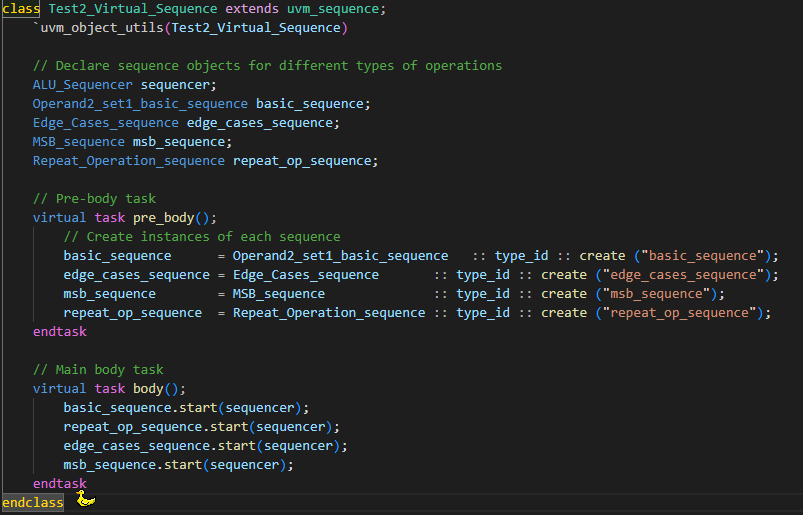 class Test2_Virtual_Sequence extends uvm_sequence;
    `uvm_object_utils(Test2_Virtual_Sequence)

    // Declare sequence objects for different types of operations
    ALU_Sequencer sequencer;
    Operand2_set1_basic_sequence basic_sequence;
    Edge_Cases_sequence edge_cases_sequence;
    MSB_sequence msb_sequence;
    Repeat_Operation_sequence repeat_op_sequence;

    // Pre-body task
    virtual task pre_body();
        // Create instances of each sequence
        basic_sequence      = Operand2_set1_basic_sequence   :: type_id :: create ("basic_sequence");
        edge_cases_sequence = Edge_Cases_sequence       :: type_id :: create ("edge_cases_sequence");
        msb_sequence        = MSB_sequence              :: type_id :: create ("msb_sequence");
        repeat_op_sequence  = Repeat_Operation_sequence :: type_id :: create ("repeat_op_sequence");
    endtask

    // Main body task
    virtual task body();
        basic_sequence.start(sequencer);
        repeat_op_sequence.start(sequencer);
        edge_cases_sequence.start(sequencer);
        msb_sequence.start(sequencer);
    endtask
endclass